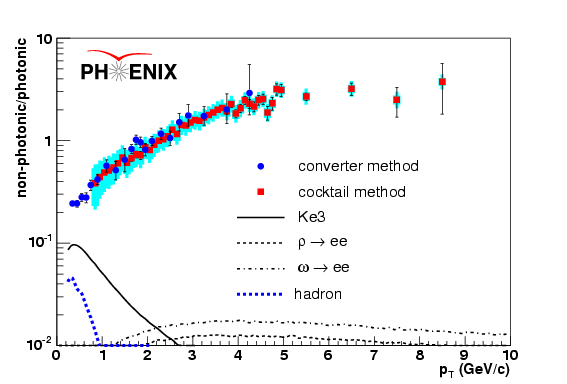 10
PHENIX
non-photonic/photonic
1
converter method
cocktail method
Ke3
ρ → ee
10⁻¹
ω → ee
hadron
10⁻²
0 1 2 3 4 5 6 7 8 9 10
p_T (GeV/c)